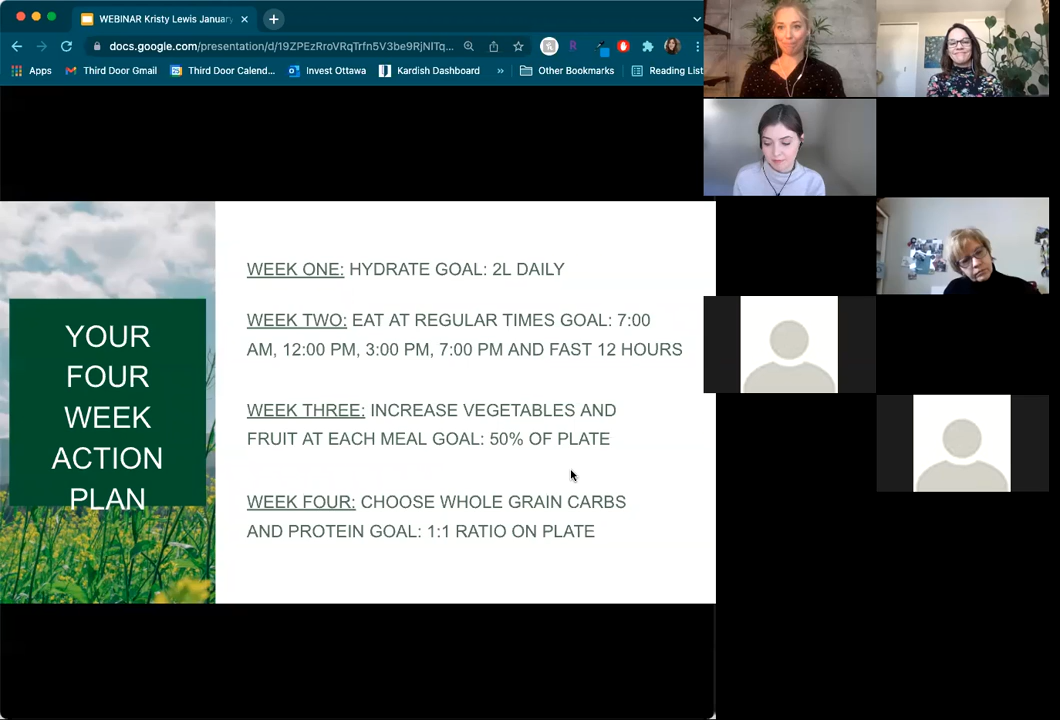 WEBINAR Kristy Lewis January
docs.google.com/presentation/d/19ZPEzRroVRqTrfn5V3be9RjNITq...
Apps Third Door Gmail Third Door Calend... Invest Ottawa Kardish Dashboard » Other Bookmarks Reading List
YOUR
FOUR
WEEK
ACTION
PLAN
WEEK ONE: HYDRATE GOAL: 2L DAILY
WEEK TWO: EAT AT REGULAR TIMES GOAL: 7:00
AM, 12:00 PM, 3:00 PM, 7:00 PM AND FAST 12 HOURS
WEEK THREE: INCREASE VEGETABLES AND
FRUIT AT EACH MEAL GOAL: 50% OF PLATE
WEEK FOUR: CHOOSE WHOLE GRAIN CARBS
AND PROTEIN GOAL: 1:1 RATIO ON PLATE